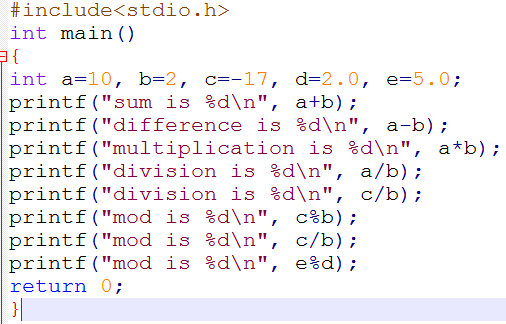 #include<stdio.h>
int main()
{
int a=10, b=2, c=-17, d=2.0, e=5.0;
printf("sum is %d\n", a+b);
printf("difference is %d\n", a-b);
printf("multiplication is %d\n", a*b);
printf("division is %d\n", a/b);
printf("division is %d\n", c/b);
printf("mod is %d\n", c%b);
printf("mod is %d\n", c/b);
printf("mod is %d\n", e%d);
return 0;
}